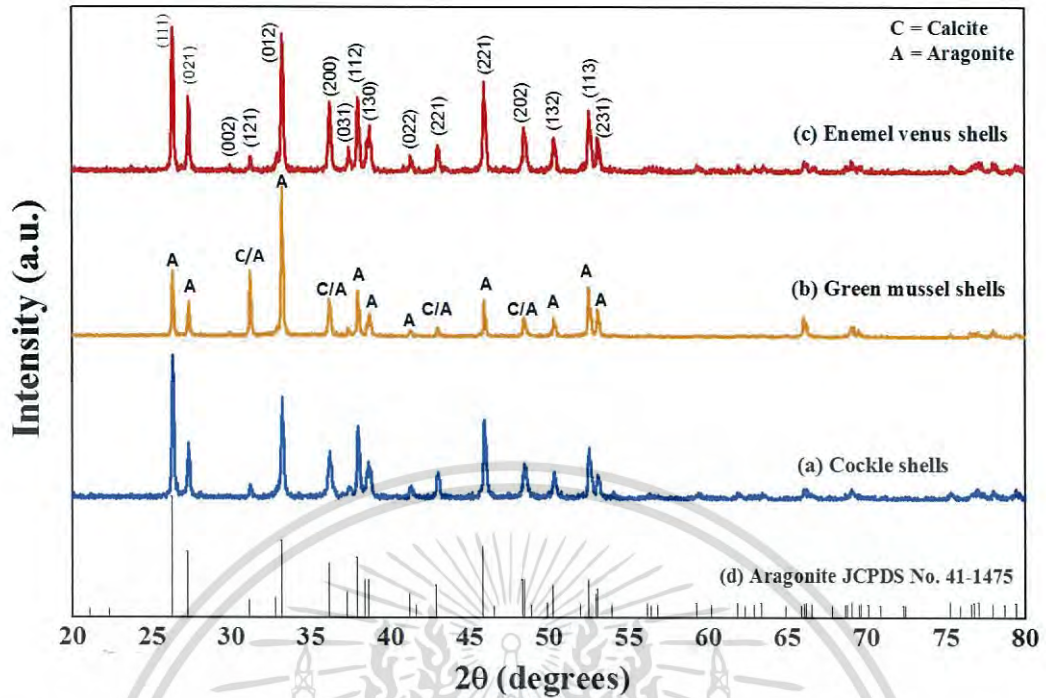 C = Calcite
A = Aragonite
(111)
(021)
(002)
(121)
(012)
(200)
(031)
(112)
(130)
(022)
(221)
(221)
(202)
(132)
(113)
(231)
(c) Enemel venus shells
A
A
C/A
A
C/A
A
A
A
C/A
A
C/A
A
A
A
(b) Green mussel shells
(a) Cockle shells
(d) Aragonite JCPDS No. 41-1475
Intensity (a.u.)
20 25 30 35 40 45 50 55 60 65 70 75 80
2θ (degrees)